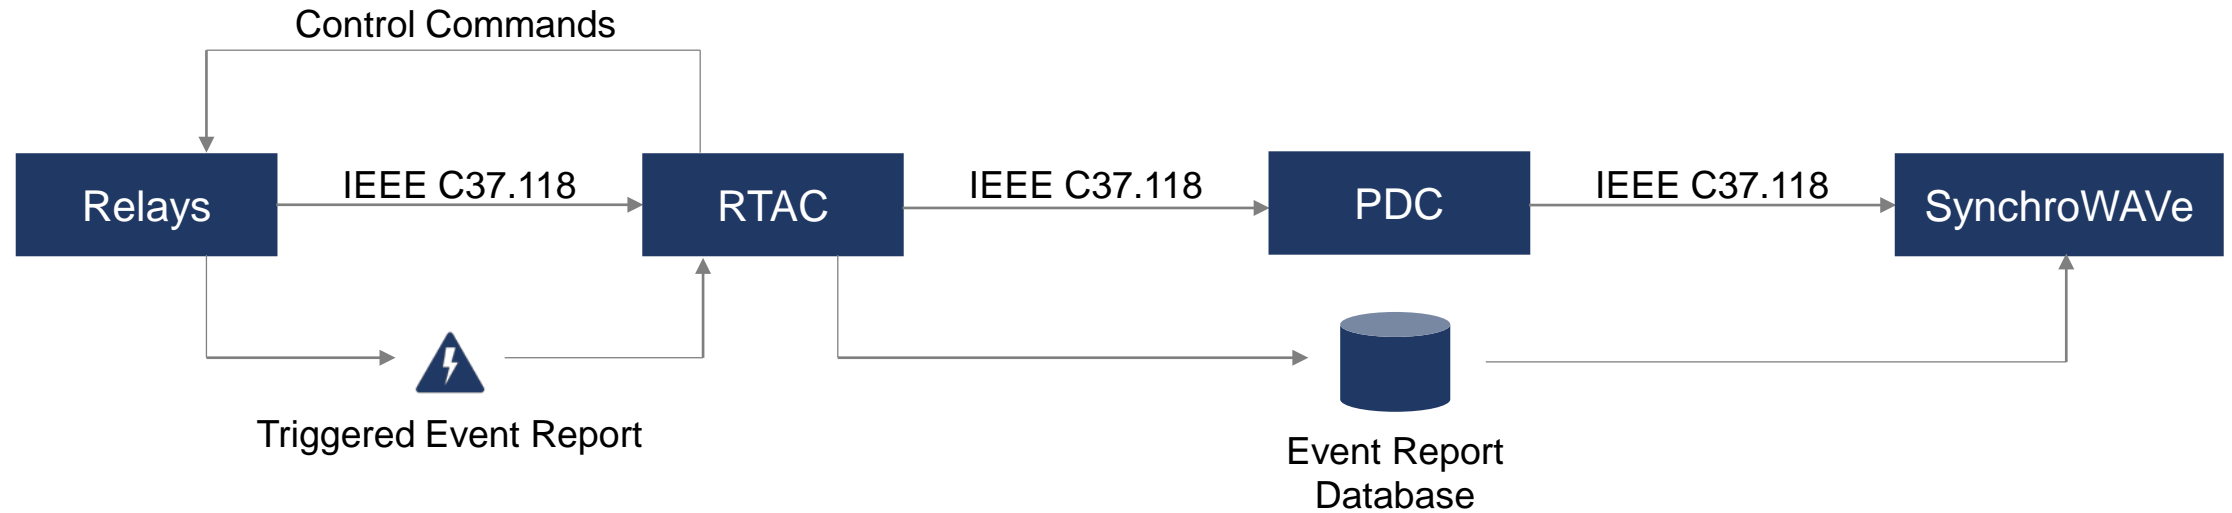 Control Commands
Relays
IEEE C37.118
RTAC
IEEE C37.118
PDC
IEEE C37.118
SynchroWAVe
Triggered Event Report
Event Report
Database